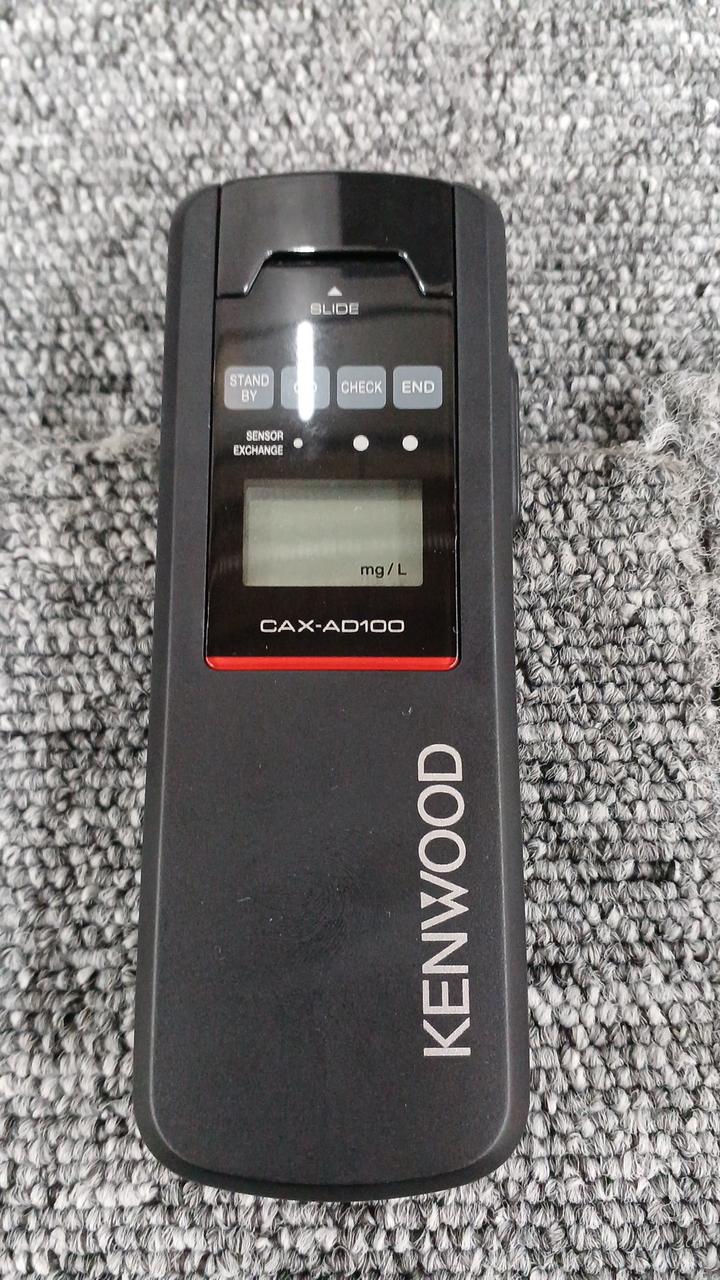 SLIDE
STAND BY
CHECK
END
SENSOR
EXCHANGE
mg/L
CAX-AD100
KENWOOD